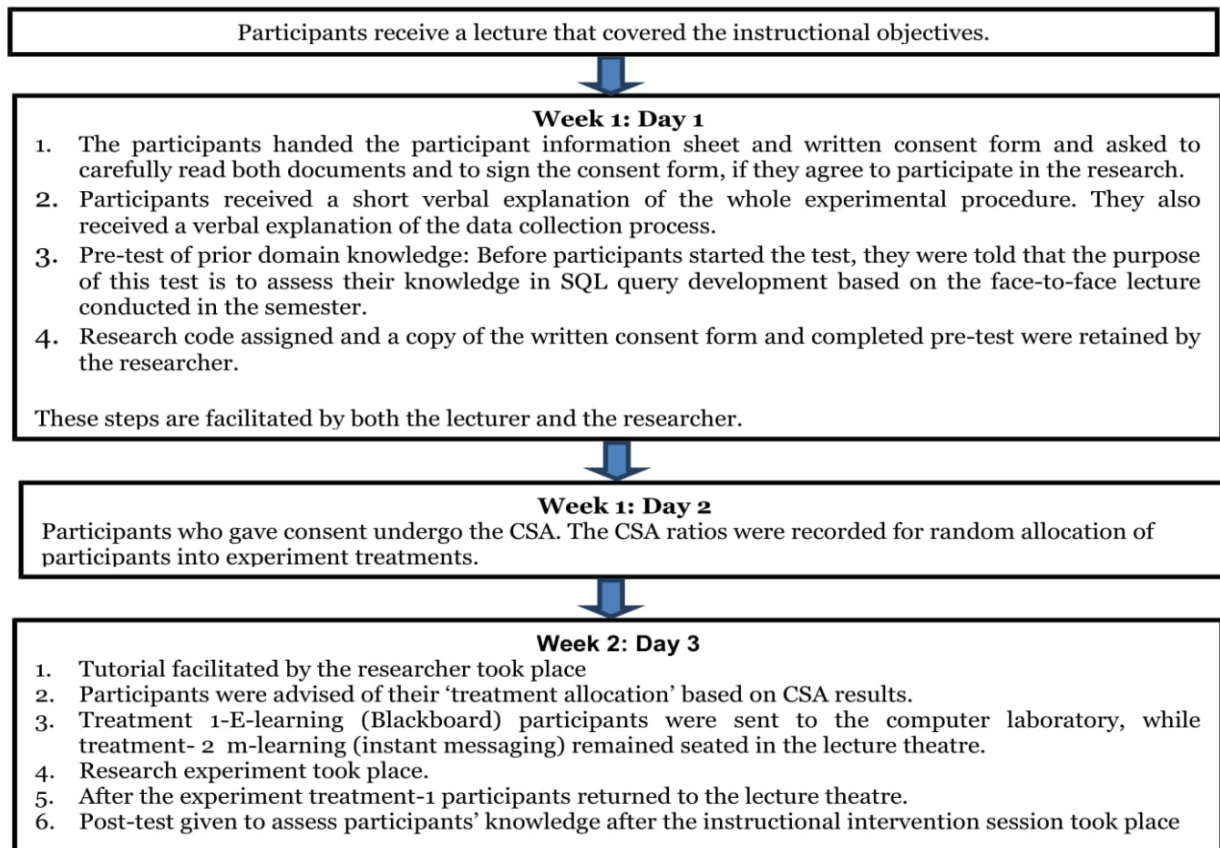 Participants receive a lecture that covered the instructional objectives.
Week 1: Day 1
1. The participants handed the participant information sheet and written consent form and asked to
carefully read both documents and to sign the consent form, if they agree to participate in the research.
2. Participants received a short verbal explanation of the whole experimental procedure. They also
received a verbal explanation of the data collection process.
3. Pre-test of prior domain knowledge: Before participants started the test, they were told that the purpose
of this test is to assess their knowledge in SQL query development based on the face-to-face lecture
conducted in the semester.
4. Research code assigned and a copy of the written consent form and completed pre-test were retained by
the researcher.
These steps are facilitated by both the lecturer and the researcher.
Week 1: Day 2
Participants who gave consent undergo the CSA. The CSA ratios were recorded for random allocation of
participants into experiment treatments.
Week 2: Day 3
1. Tutorial facilitated by the researcher took place
2. Participants were advised of their ‘treatment allocation’ based on CSA results.
3. Treatment 1-E-learning (Blackboard) participants were sent to the computer laboratory, while
treatment- 2 m-learning (instant messaging) remained seated in the lecture theatre.
4. Research experiment took place.
5. After the experiment treatment-1 participants returned to the lecture theatre.
6. Post-test given to assess participants’ knowledge after the instructional intervention session took place